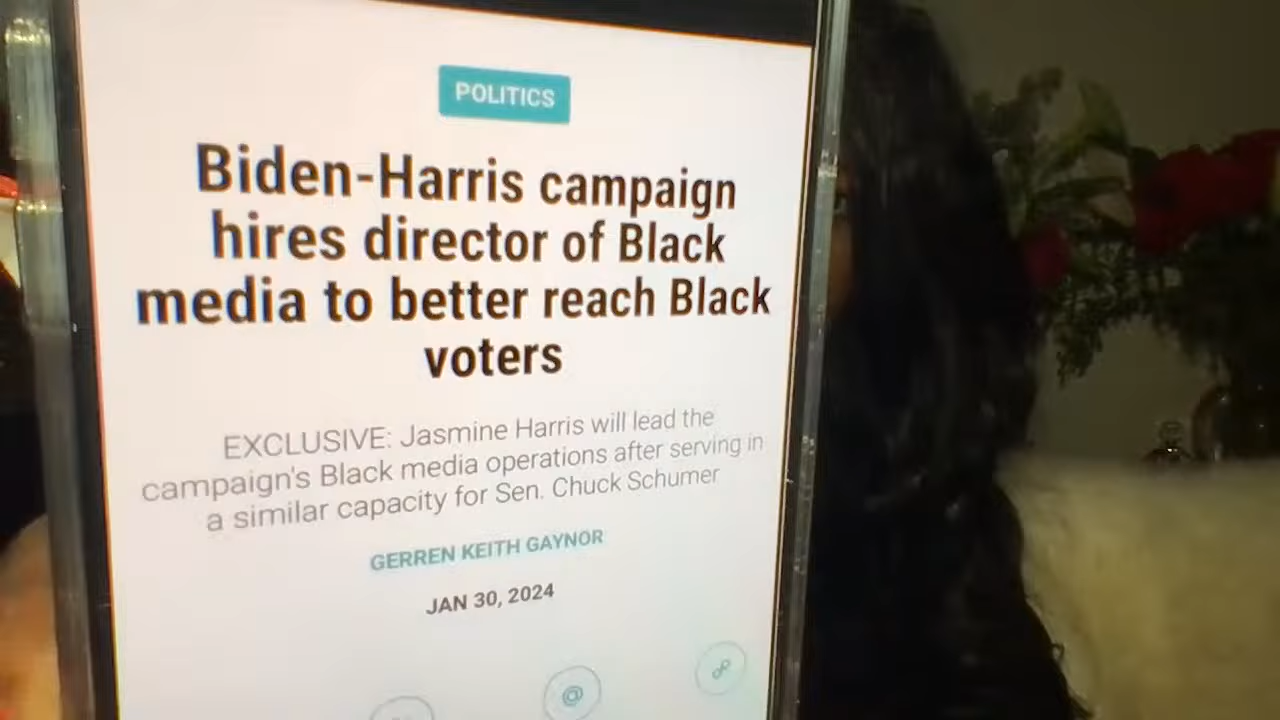 POLITICS
Biden-Harris campaign
hires director of Black
media to better reach Black
voters
EXCLUSIVE: Jasmine Harris will lead the
campaign's Black media operations after serving in
a similar capacity for Sen. Chuck Schumer
GERREN KEITH GAYNOR
JAN 30, 2024
@